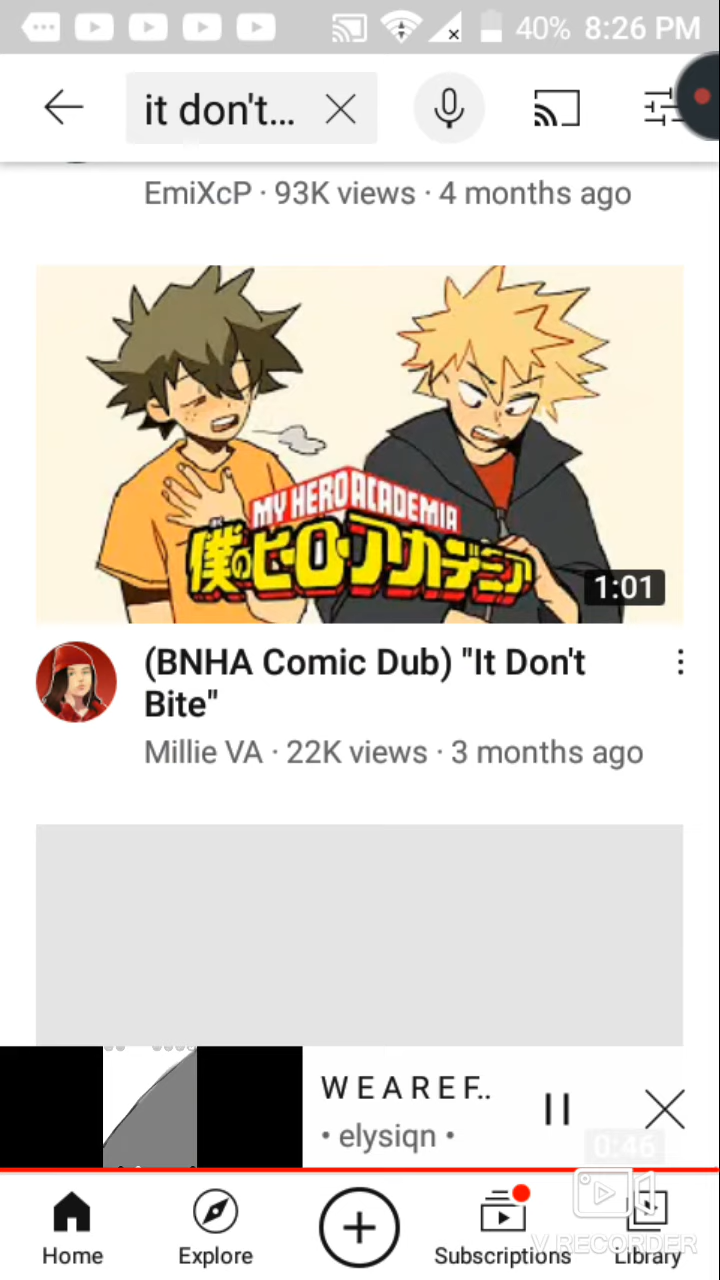 40% 8:26 PM
it don't...
EmiXcP · 93K views · 4 months ago
MY HERO ACADEMIA
僕のヒーローアカデミア
1:01
(BNHA Comic Dub) "It Don't
Bite"
Millie VA · 22K views · 3 months ago
W E A R E F..
• elysiqn •
0:46
Home
Explore
Subscriptions
Library
V RECORDER